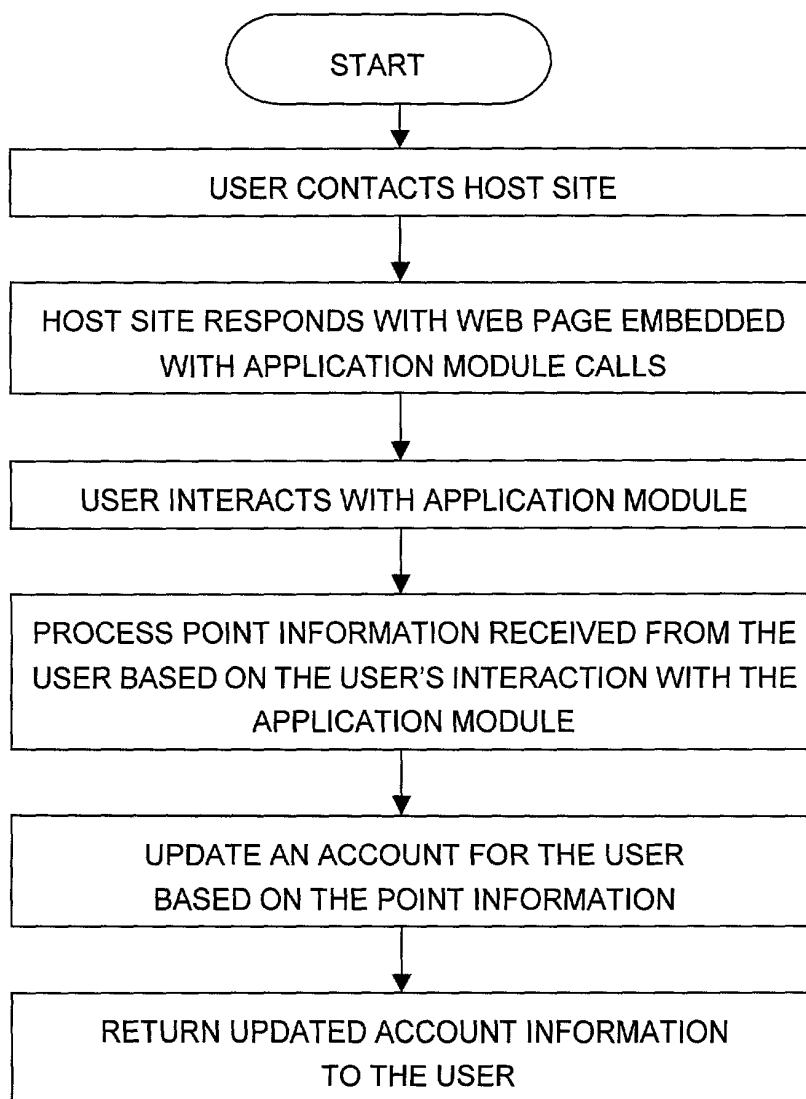 START
USER CONTACTS HOST SITE
HOST SITE RESPONDS WITH WEB PAGE EMBEDDED
WITH APPLICATION MODULE CALLS
USER INTERACTS WITH APPLICATION MODULE
PROCESS POINT INFORMATION RECEIVED FROM THE
USER BASED ON THE USER'S INTERACTION WITH THE
APPLICATION MODULE
UPDATE AN ACCOUNT FOR THE USER
BASED ON THE POINT INFORMATION
RETURN UPDATED ACCOUNT INFORMATION
TO THE USER